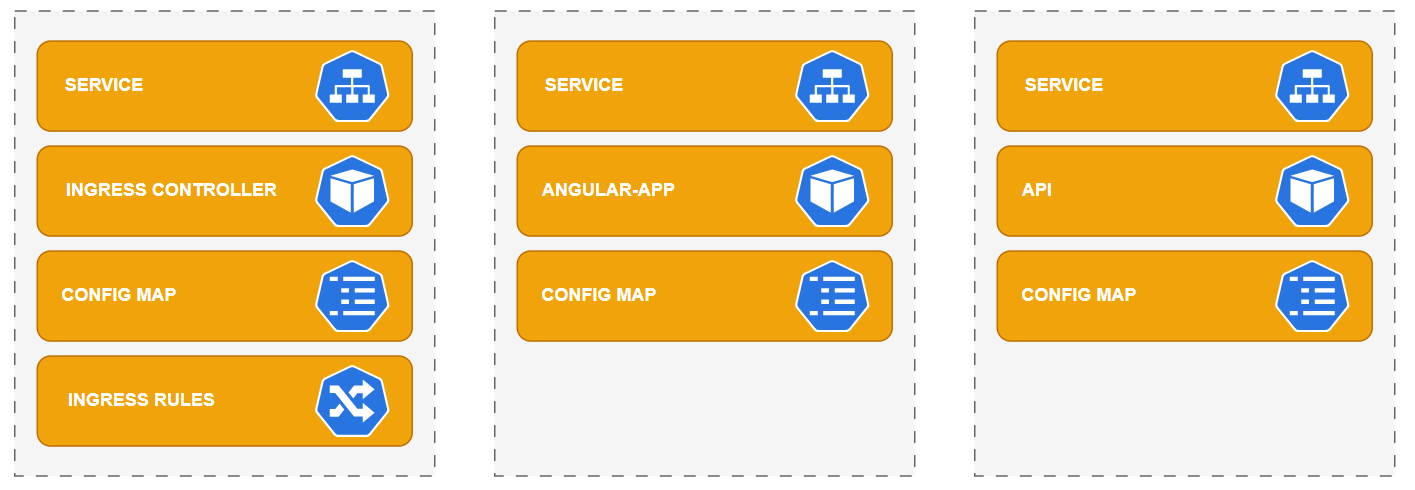 SERVICE
INGRESS CONTROLLER
CONFIG MAP
INGRESS RULES
SERVICE
ANGULAR-APP
CONFIG MAP
SERVICE
API
CONFIG MAP